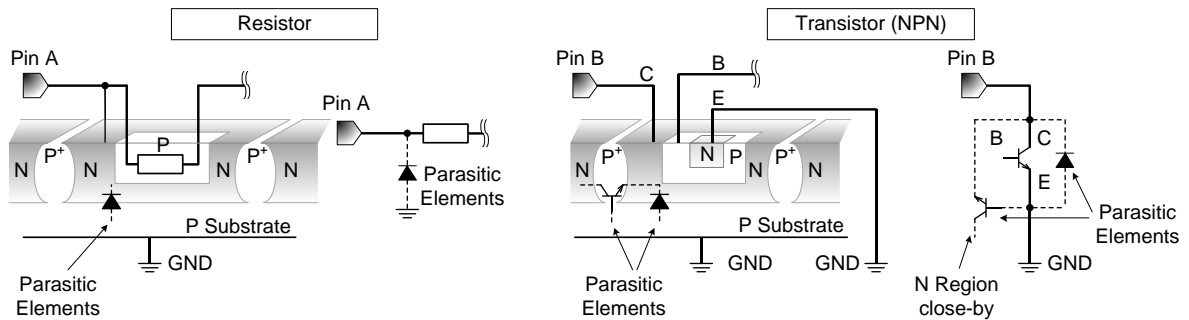 Resistor
Transistor (NPN)
Pin A
Pin A
N
P+
N
P
N
P+
N
Parasitic
Elements
P Substrate
GND
Parasitic
Elements
Pin B
C
B
E
N
P+
N
N
P
N
P+
N
P Substrate
GND
GND
Parasitic
Elements
Pin B
B
C
E
Parasitic
Elements
GND
N Region
close-by